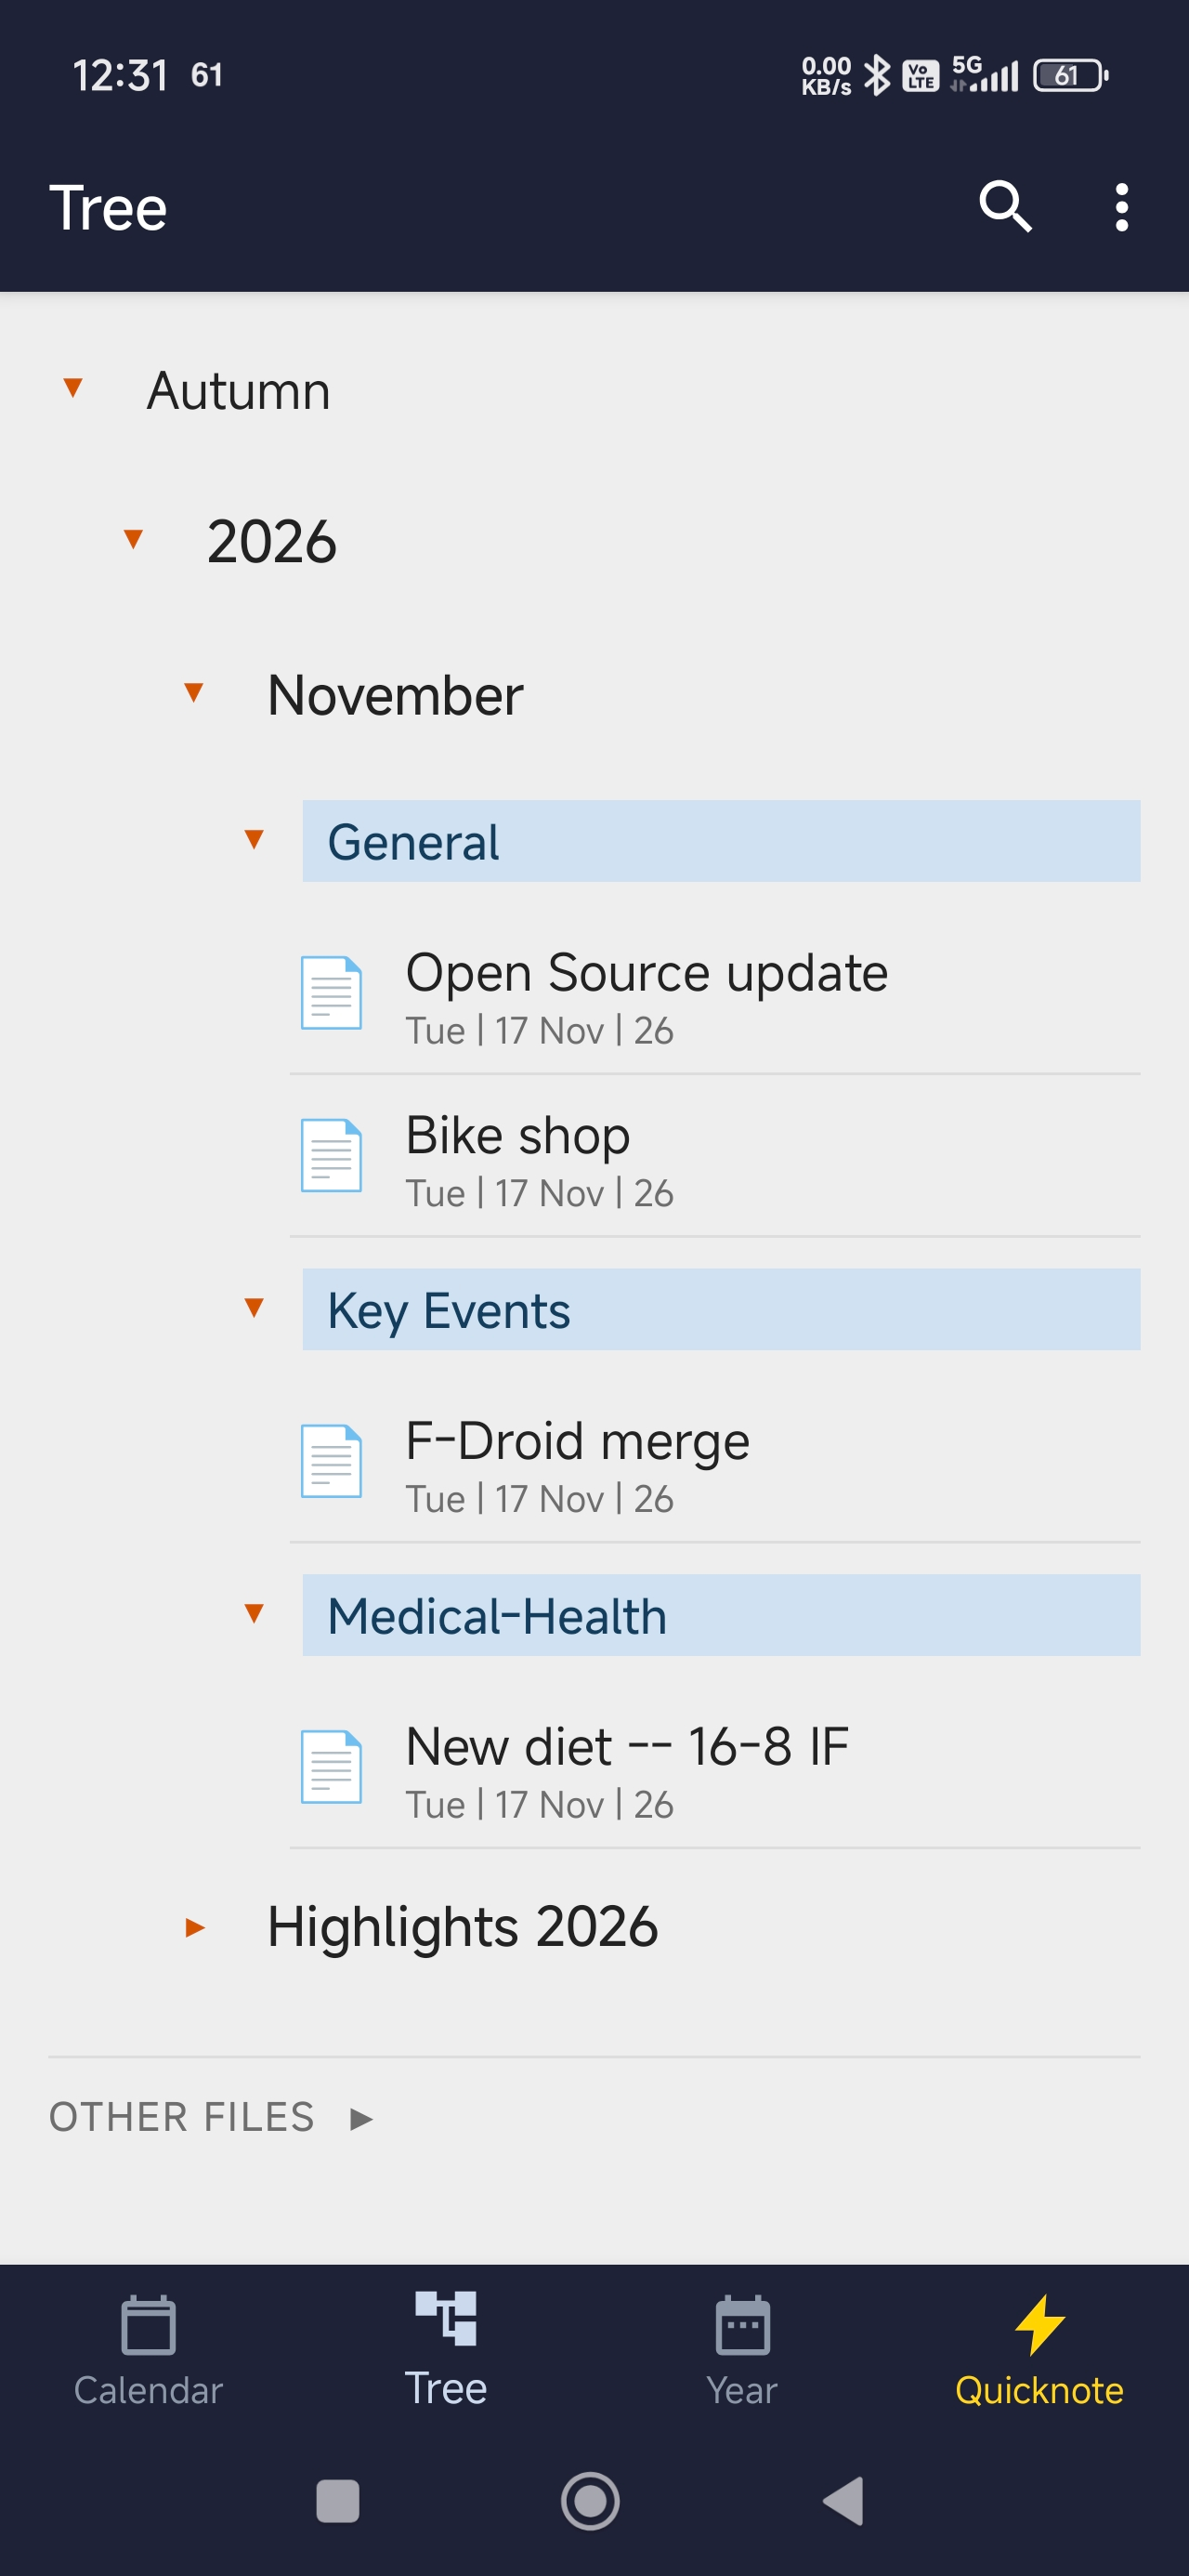 12:31 61 0.00 KB/s Vo LTE 5G 61
Tree
Autumn
2026
November
General
Open Source update
Tue | 17 Nov | 26
Bike shop
Tue | 17 Nov | 26
Key Events
F-Droid merge
Tue | 17 Nov | 26
Medical-Health
New diet -- 16-8 IF
Tue | 17 Nov | 26
Highlights 2026
OTHER FILES
Calendar Tree Year Quicknote